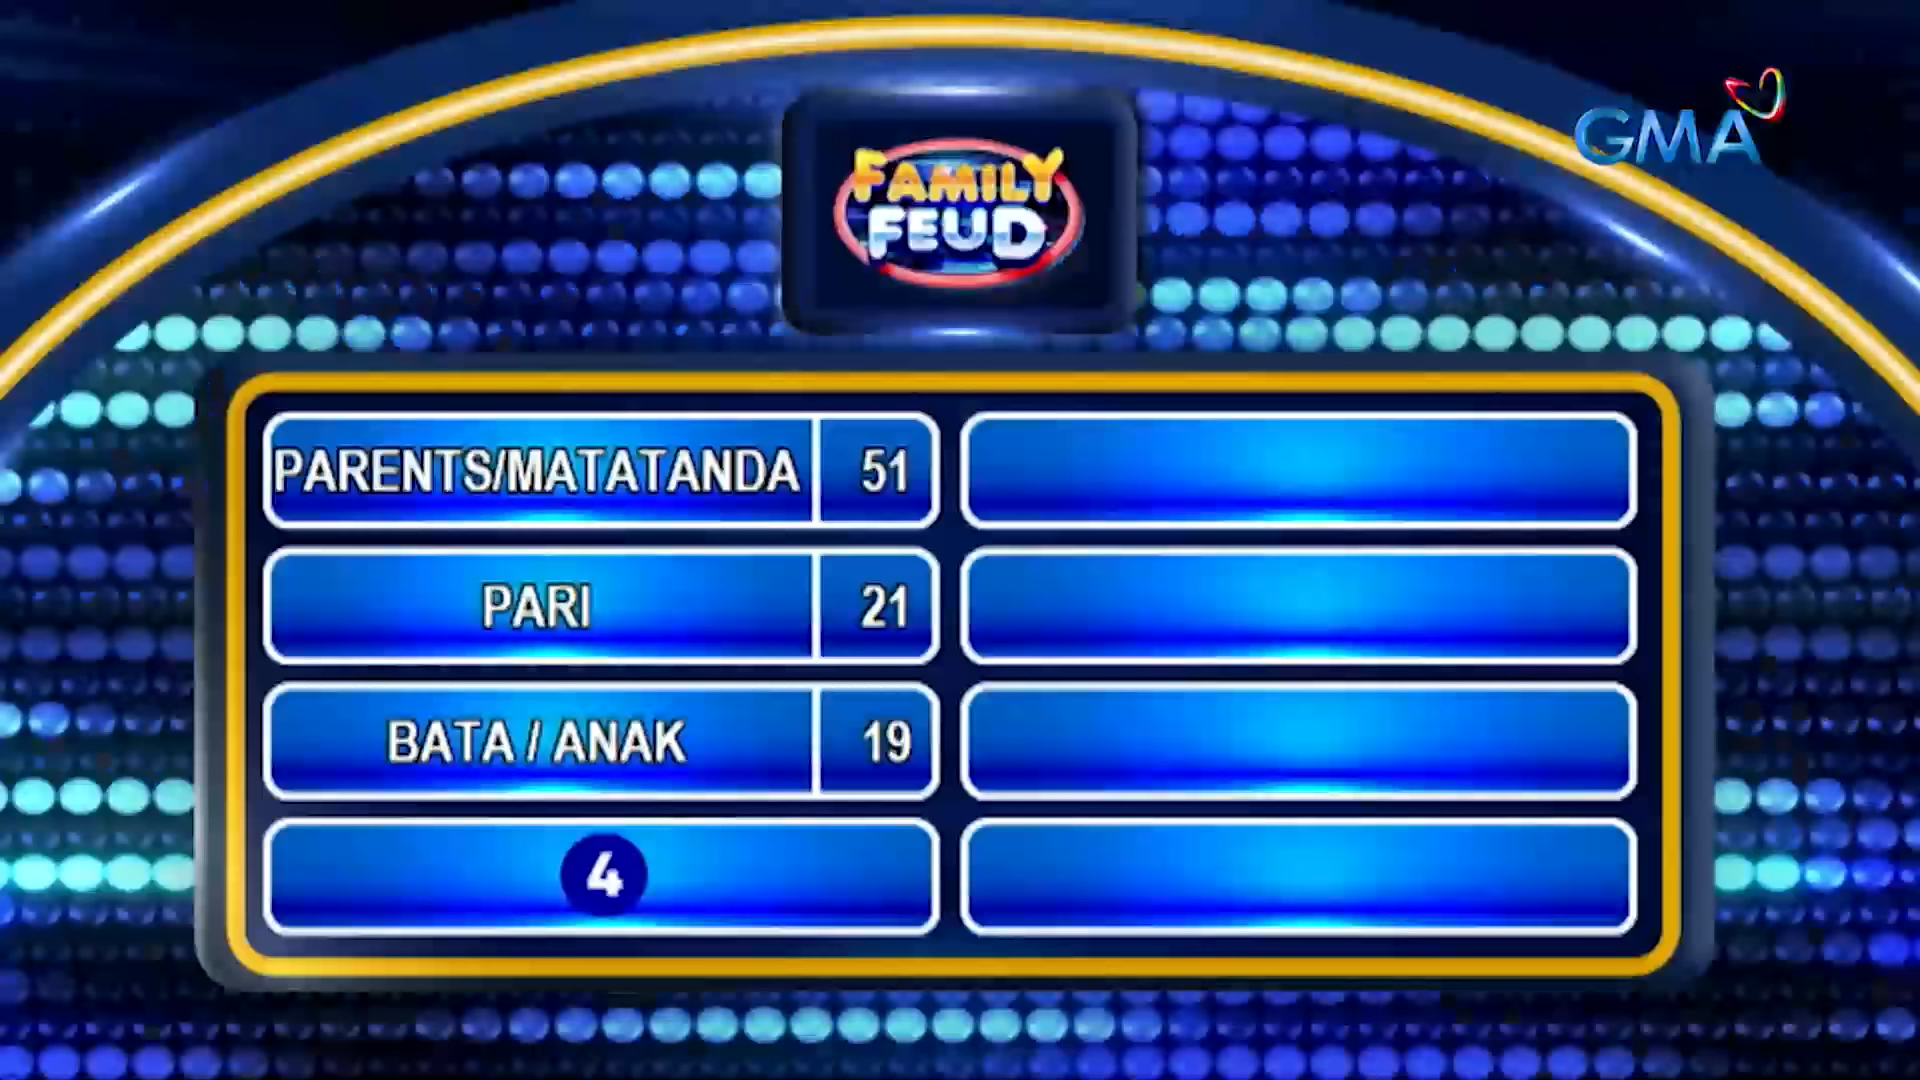 GMA
FAMILY
FEUD
PARENTS/MATATANDA 51
PARI 21
BATA / ANAK 19
4